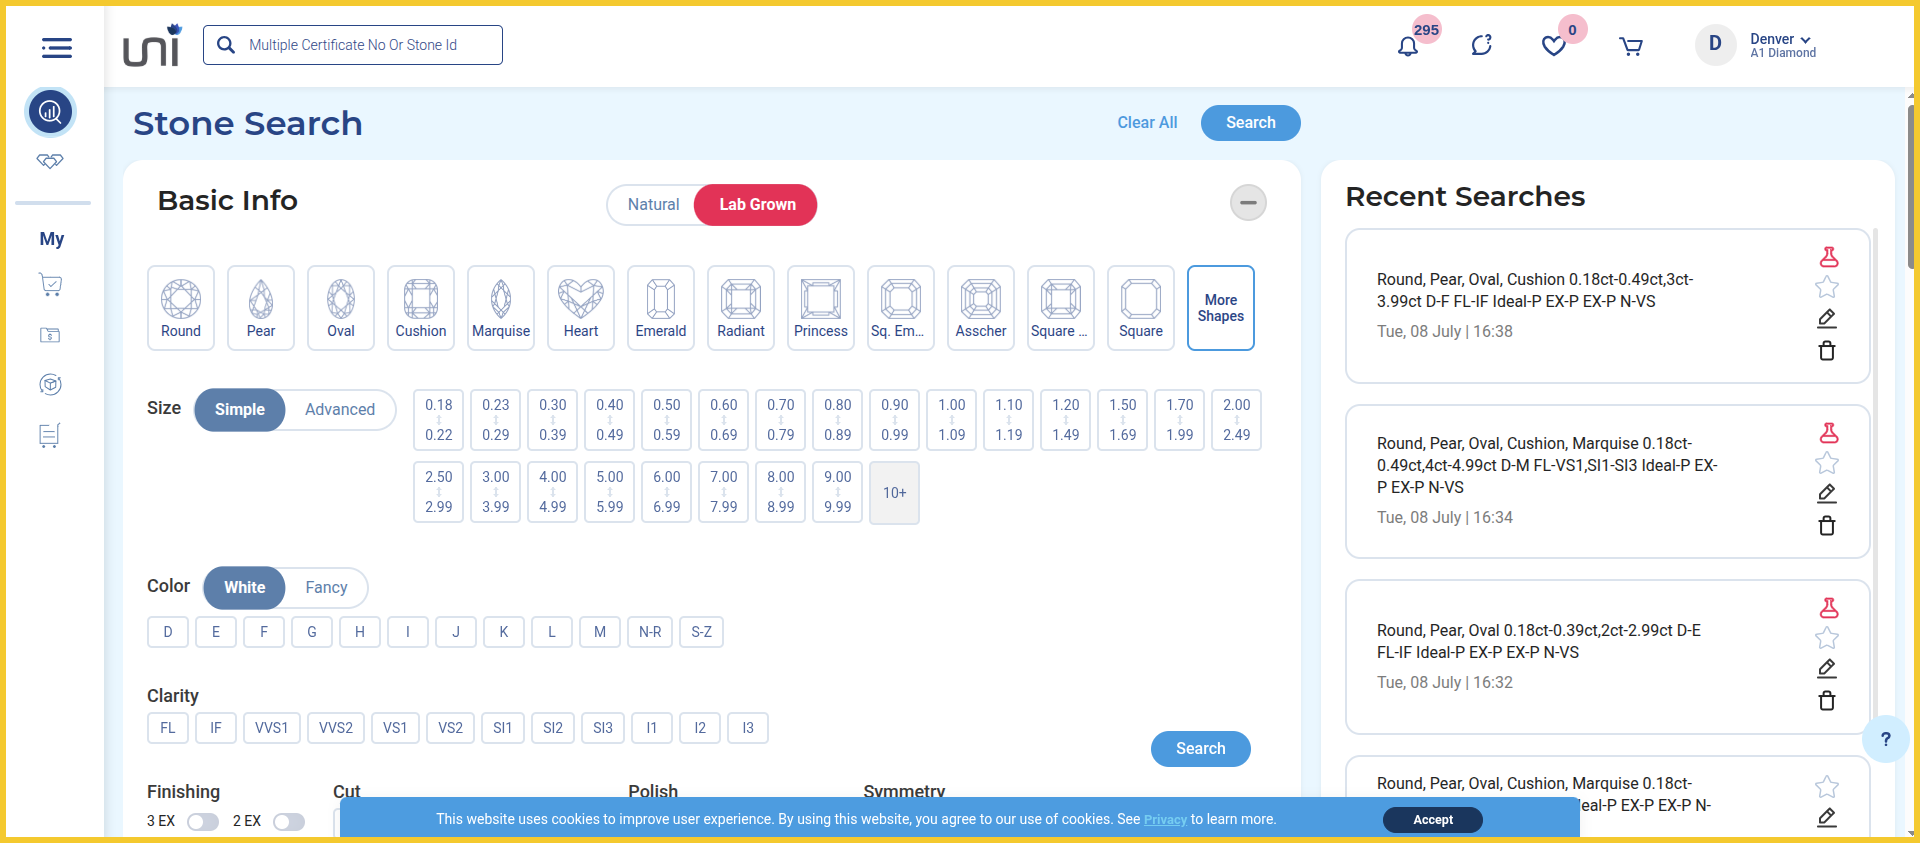 uni
Multiple Certificate No Or Stone Id
295
0
D
Denver
A1 Diamond
Stone Search
Clear All
Search
My
Basic Info
Natural
Lab Grown
Round
Pear
Oval
Cushion
Marquise
Heart
Emerald
Radiant
Princess
Sq. Em...
Asscher
Square ...
Square
More
Shapes
Size
Simple
Advanced
0.18
0.22
0.23
0.29
0.30
0.39
0.40
0.49
0.50
0.59
0.60
0.69
0.70
0.79
0.80
0.89
0.90
0.99
1.00
1.09
1.10
1.19
1.20
1.49
1.50
1.69
1.70
1.99
2.00
2.49
2.50
2.99
3.00
3.99
4.00
4.99
5.00
5.99
6.00
6.99
7.00
7.99
8.00
8.99
9.00
9.99
10+
Color
White
Fancy
D
E
F
G
H
I
J
K
L
M
N-R
S-Z
Clarity
FL
IF
VVS1
VVS2
VS1
VS2
SI1
SI2
SI3
I1
I2
I3
Search
Finishing
3 EX
2 EX
Cut
Polish
Symmetry
Recent Searches
Round, Pear, Oval, Cushion 0.18ct-0.49ct,3ct-
3.99ct D-F FL-IF Ideal-P EX-P EX-P N-VS
Tue, 08 July | 16:38
Round, Pear, Oval, Cushion, Marquise 0.18ct-
0.49ct,4ct-4.99ct D-M FL-VS1,SI1-SI3 Ideal-P EX-
P EX-P N-VS
Tue, 08 July | 16:34
Round, Pear, Oval 0.18ct-0.39ct,2ct-2.99ct D-E
FL-IF Ideal-P EX-P EX-P N-VS
Tue, 08 July | 16:32
Round, Pear, Oval, Cushion, Marquise 0.18ct-
eal-P EX-P EX-P N-
?
This website uses cookies to improve user experience. By using this website, you agree to our use of cookies. See Privacy to learn more.
Accept